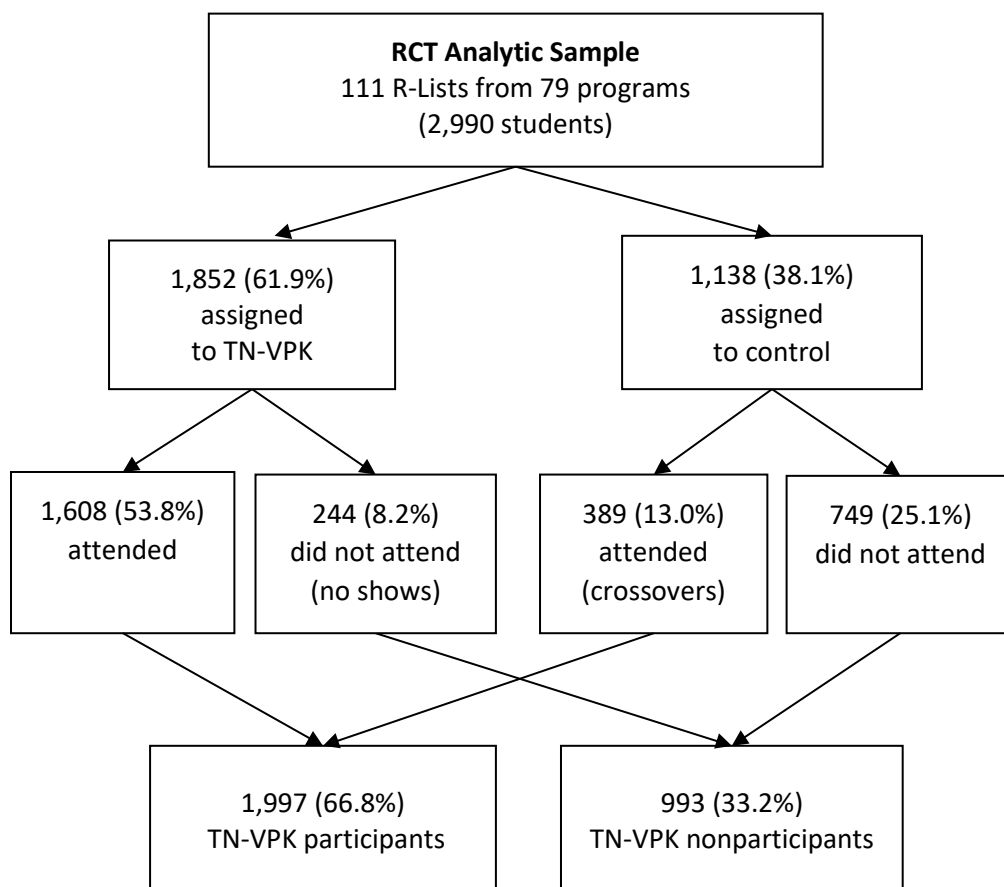 RCT Analytic Sample
111 R-Lists from 79 programs
(2,990 students)
1,852 (61.9%)
assigned
to TN-VPK
1,138 (38.1%)
assigned
to control
1,608 (53.8%)
attended
244 (8.2%)
did not attend
(no shows)
389 (13.0%)
attended
(crossovers)
749 (25.1%)
did not attend
1,997 (66.8%)
TN-VPK participants
993 (33.2%)
TN-VPK nonparticipants